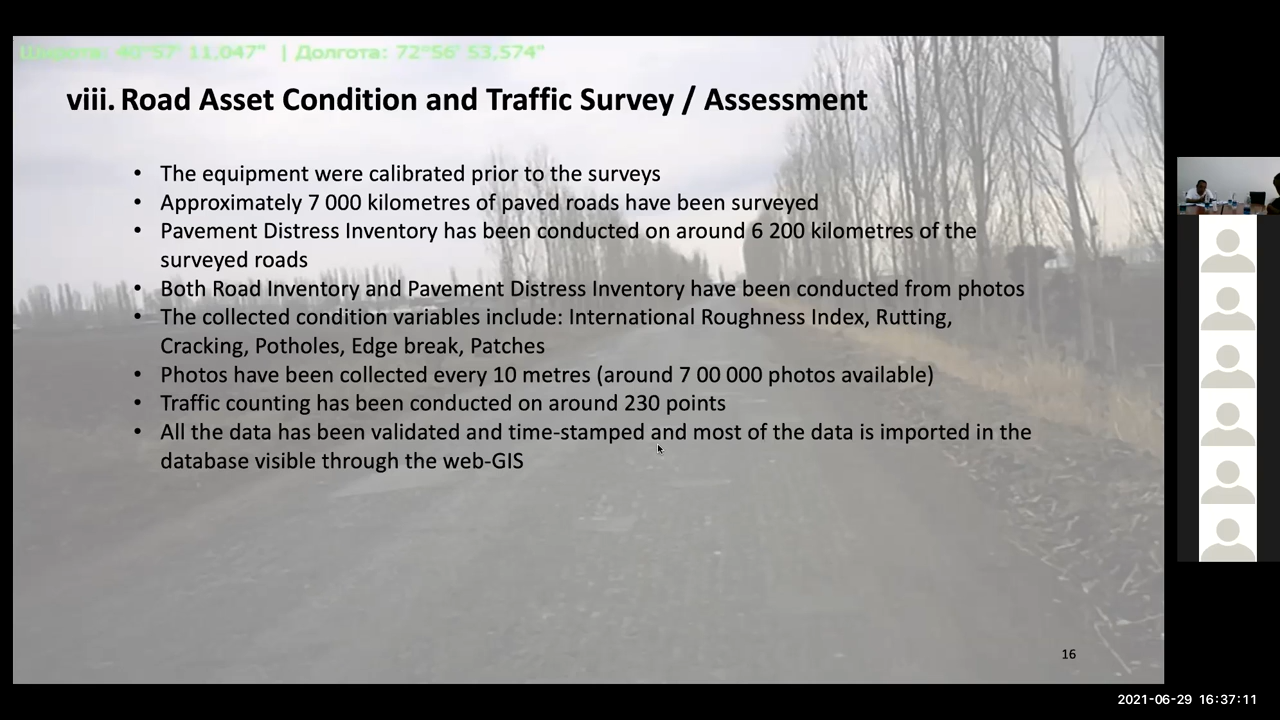 Широта: 40°57' 11,047" | Долгота: 72°56' 53,574"
viii. Road Asset Condition and Traffic Survey / Assessment
• The equipment were calibrated prior to the surveys
• Approximately 7 000 kilometres of paved roads have been surveyed
• Pavement Distress Inventory has been conducted on around 6 200 kilometres of the
surveyed roads
• Both Road Inventory and Pavement Distress Inventory have been conducted from photos
• The collected condition variables include: International Roughness Index, Rutting,
Cracking, Potholes, Edge break, Patches
• Photos have been collected every 10 metres (around 7 00 000 photos available)
• Traffic counting has been conducted on around 230 points
• All the data has been validated and time-stamped and most of the data is imported in the
database visible through the web-GIS
16
2021-06-29 16:37:11